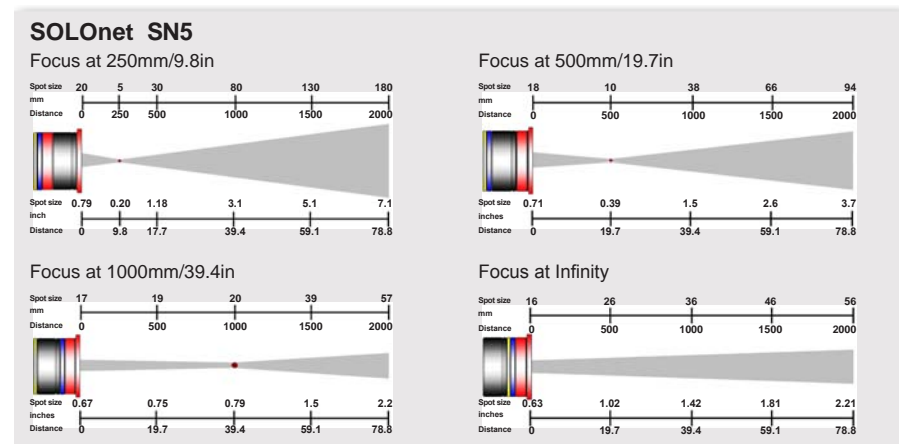 SOLOnet SN5
Focus at 250mm/9.8in
Spot size 20 5 30 80 130 180
mm
Distance 0 250 500 1000 1500 2000
Spot size 0.79 0.20 1.18 3.1 5.1 7.1
inch
Distance 0 9.8 17.7 39.4 59.1 78.8
Focus at 500mm/19.7in
Spot size 18 10 38 66 94
mm
Distance 0 500 1000 1500 2000
Spot size 0.71 0.39 1.5 2.6 3.7
inches
Distance 0 19.7 39.4 59.1 78.8
Focus at 1000mm/39.4in
Spot size 17 19 20 39 57
mm
Distance 0 500 1000 1500 2000
Spot size 0.67 0.75 0.79 1.5 2.2
inches
Distance 0 19.7 39.4 59.1 78.8
Focus at Infinity
Spot size 16 26 36 46 56
mm
Distance 0 500 1000 1500 2000
Spot size 0.63 1.02 1.42 1.81 2.21
inches
Distance 0 19.7 39.4 59.1 78.8